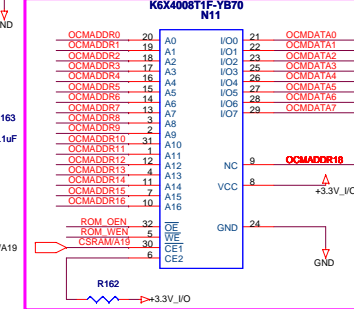 K6X4008T1F-YB70
N11
ND
OCMADDR0 20 A0 I/O0 21 OCMDATA0
OCMADDR1 19 A1 I/O1 22 OCMDATA1
OCMADDR2 18 A2 I/O2 23 OCMDATA2
OCMADDR3 17 A3 I/O3 25 OCMDATA3
OCMADDR4 16 A4 I/O4 26 OCMDATA4
OCMADDR5 15 A5 I/O5 27 OCMDATA5
OCMADDR6 14 A6 I/O6 28 OCMDATA6
OCMADDR7 13 A7 I/O7 29 OCMDATA7
OCMADDR8 3 A8
OCMADDR9 2 A9
OCMADDR10 31 A10
OCMADDR11 1 A11
OCMADDR12 12 A12 NC 9 OCMADDR18
OCMADDR13 4 A13
OCMADDR14 11 A14 VCC 8
OCMADDR15 7 A15 +3.3V_I/O
OCMADDR16 10 A16
163
.1uF
ROM_OEN 32 OE GND 24
ROM_WEN 5 WE
/A19 CSRAM/A19 30 CE1
6 CE2
GND
R162
+3.3V_I/O